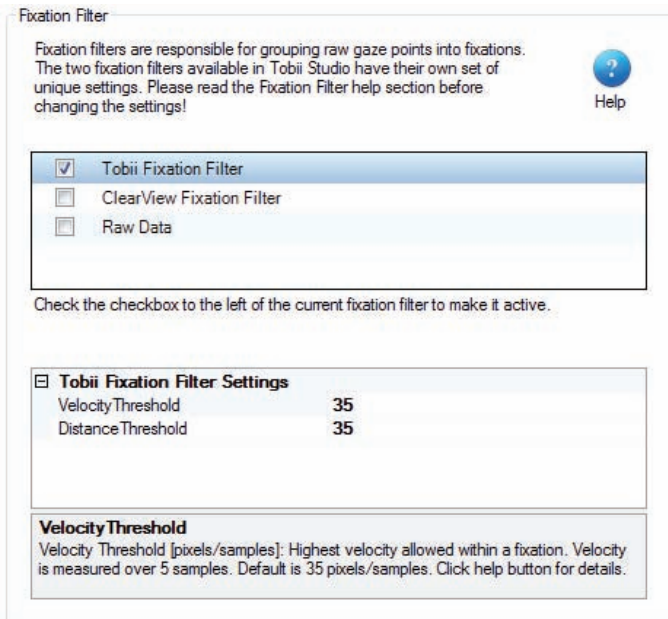 Fixation Filter
Fixation filters are responsible for grouping raw gaze points into fixations.
The two fixation filters available in Tobii Studio have their own set of
unique settings. Please read the Fixation Filter help section before
changing the settings!
?
Help
Tobii Fixation Filter
ClearView Fixation Filter
Raw Data
Check the checkbox to the left of the current fixation filter to make it active.
Tobii Fixation Filter Settings
VelocityThreshold 35
DistanceThreshold 35
VelocityThreshold
Velocity Threshold [pixels/samples]: Highest velocity allowed within a fixation. Velocity
is measured over 5 samples. Default is 35 pixels/samples. Click help button for details.